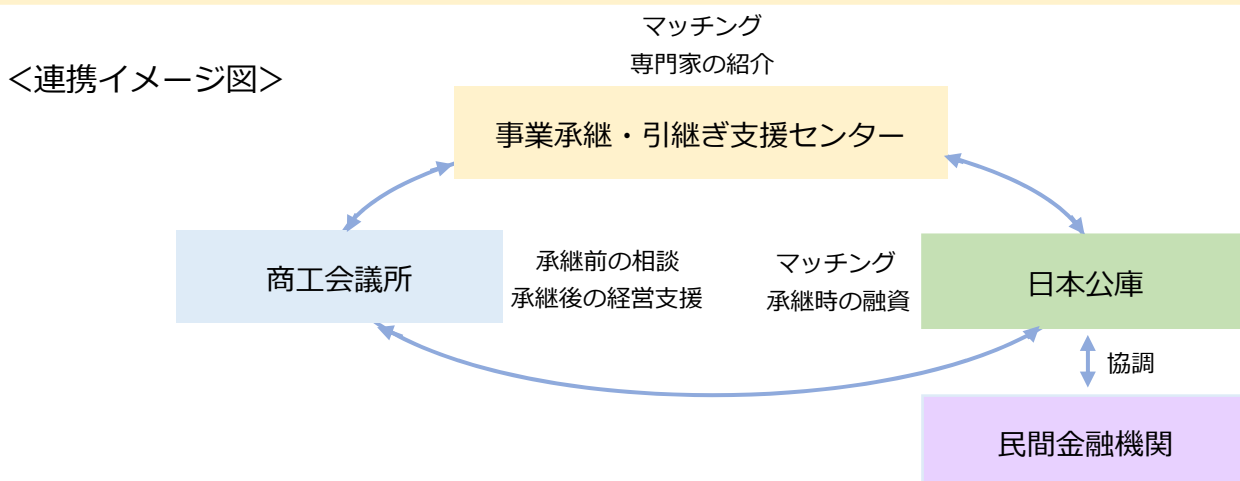 マッチング
専門家の紹介
＜連携イメージ図＞
事業承継・引継ぎ支援センター
商工会議所
承継前の相談
承継後の経営支援
マッチング
承継時の融資
日本公庫
協調
民間金融機関